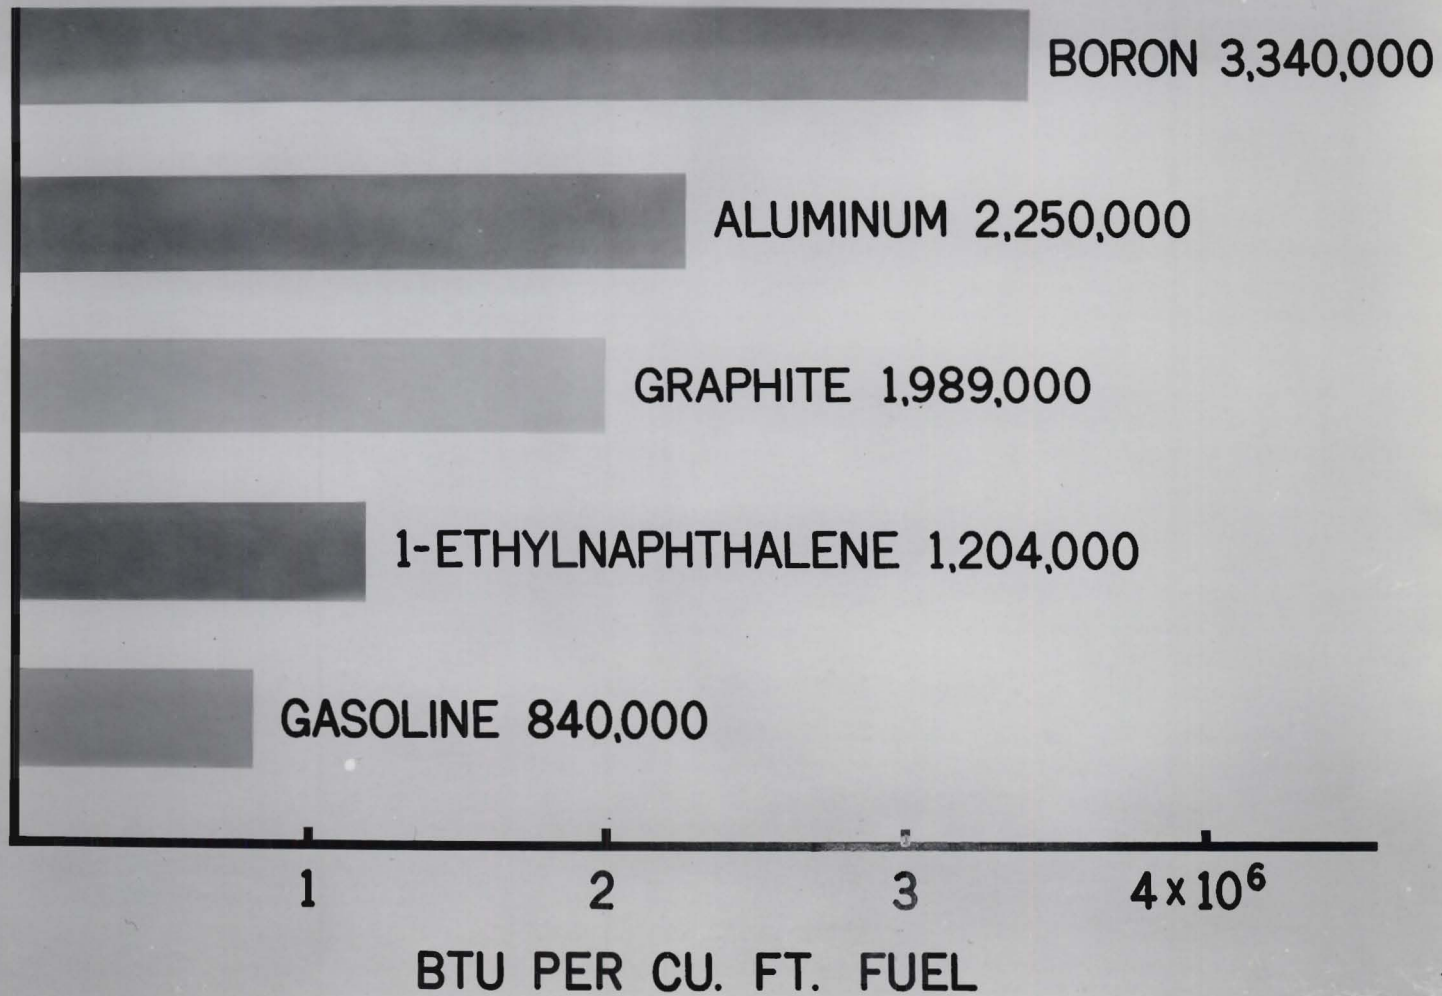 BORON 3,340,000
ALUMINUM 2,250,000
GRAPHITE 1,989,000
1-ETHYLNAPHTHALENE 1,204,000
GASOLINE 840,000
1 2 3 4 x 10⁶
BTU PER CU. FT. FUEL